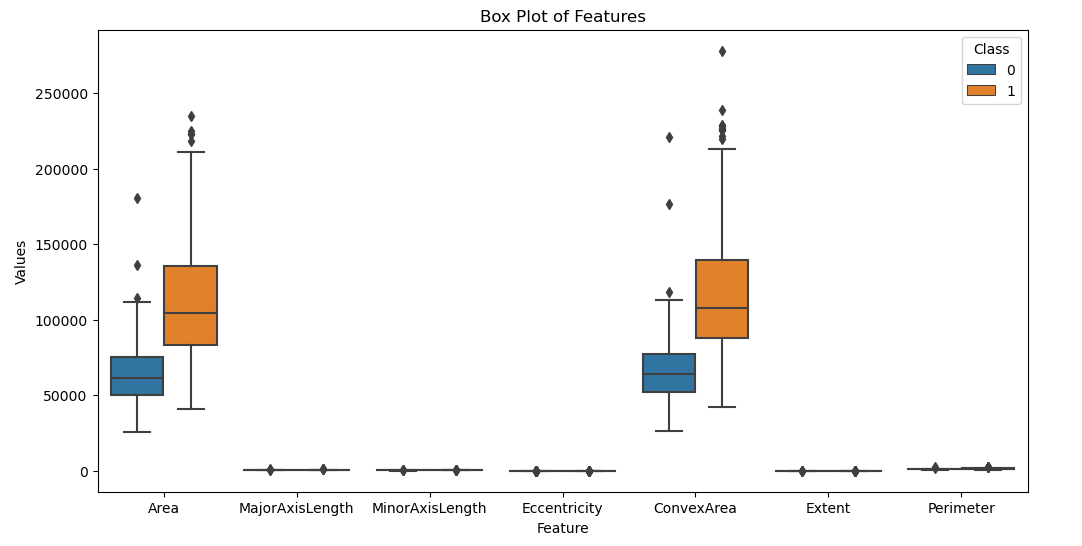 Box Plot of Features
Class
0
1
Values
250000
200000
150000
100000
50000
0
Area MajorAxisLength MinorAxisLength Eccentricity ConvexArea Extent Perimeter
Feature